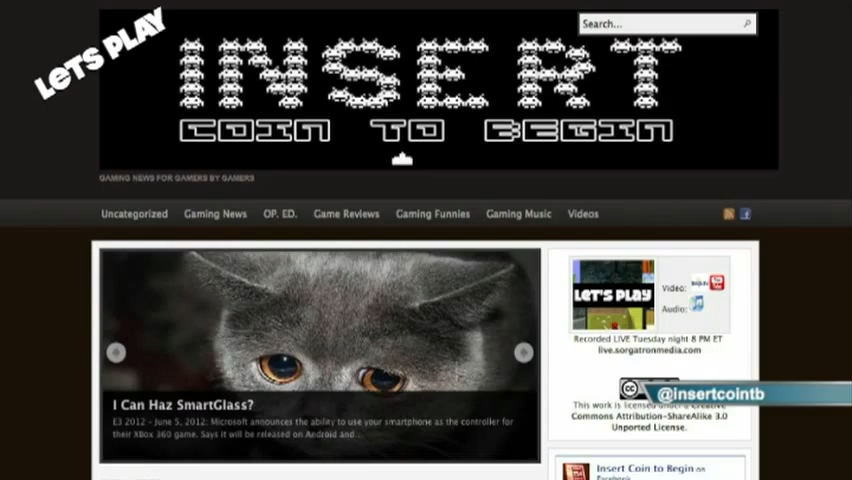 LETS PLAY
Search...
INSERT
COIN TO BEGIN
GAMING NEWS FOR GAMERS BY GAMERS
Uncategorized Gaming News OP. ED. Game Reviews Gaming Funnies Gaming Music Videos
I Can Haz SmartGlass?
E3 2012 - June 5, 2012: Microsoft announces the ability to use your smartphone as the controller for
their XBox 360 game. Says it will be released on Android and...
LET'S PLAY
Video:
Audio:
Recorded LIVE Tuesday night 8 PM ET
live.sorgatronmedia.com
@Insertcointb
This work is licensed Creative
Commons Attribution-ShareAlike 3.0
Unported License.
Insert Coin to Begin on
Facebook